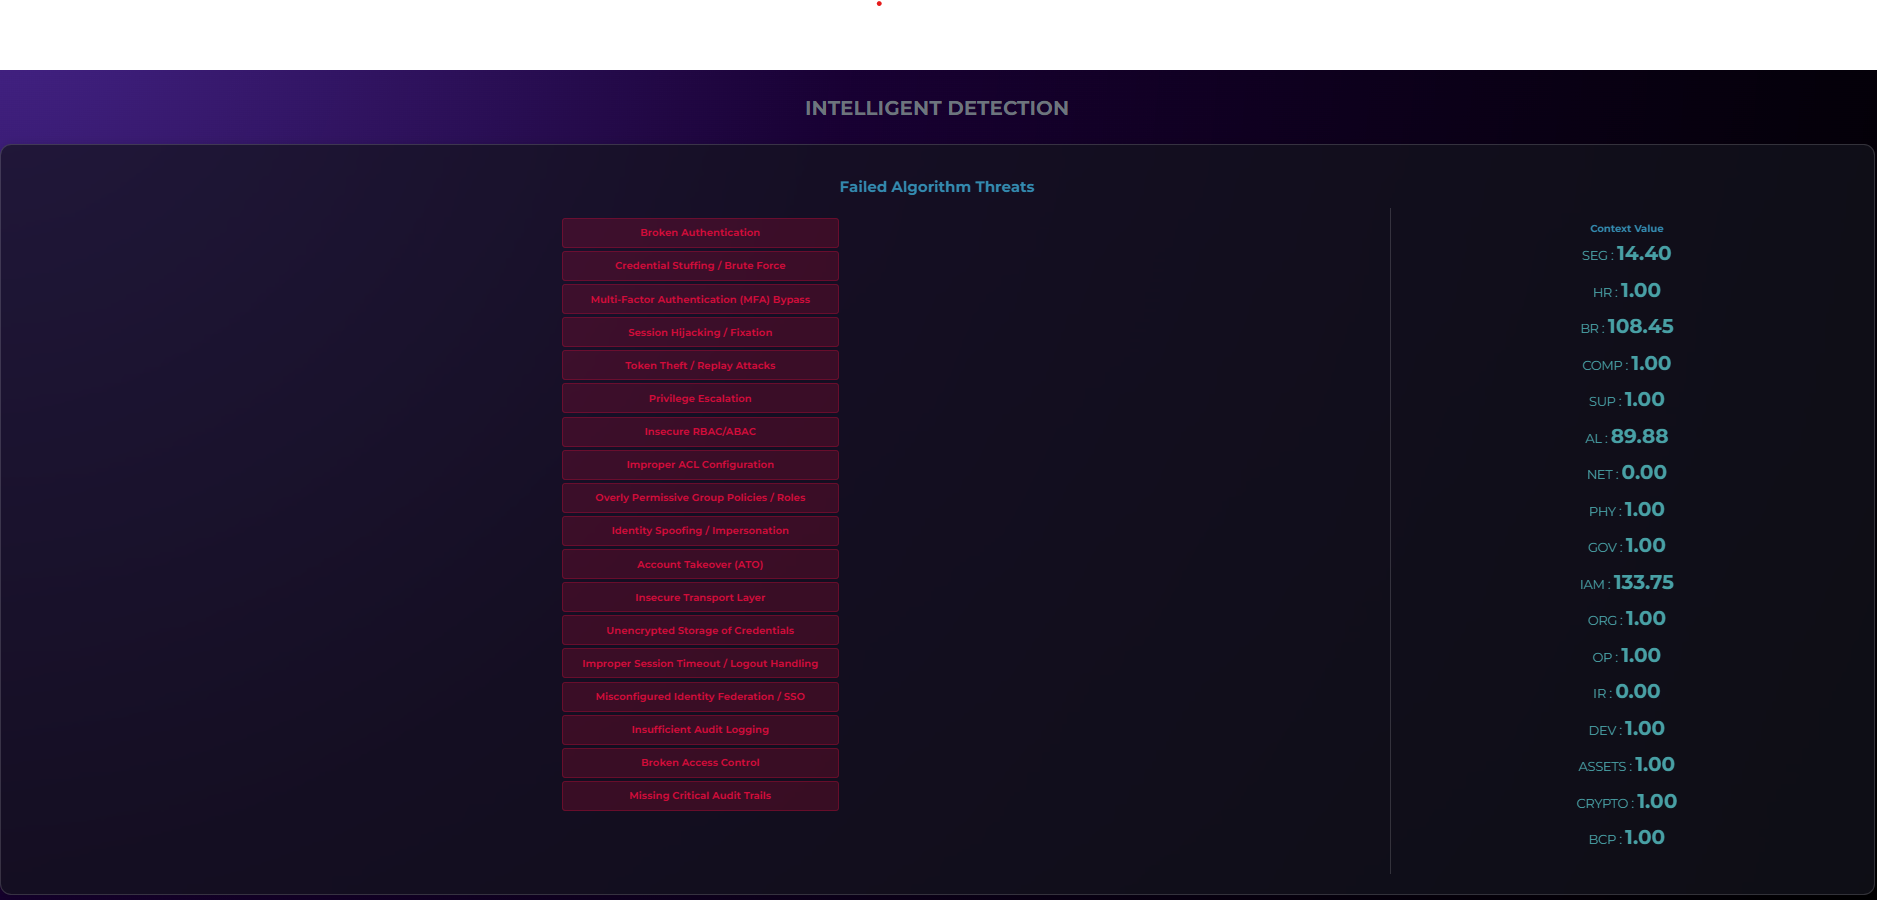 INTELLIGENT DETECTION
Failed Algorithm Threats
Broken Authentication
Credential Stuffing / Brute Force
Multi-Factor Authentication (MFA) Bypass
Session Hijacking / Fixation
Token Theft / Replay Attacks
Privilege Escalation
Insecure RBAC/ABAC
Improper ACL Configuration
Overly Permissive Group Policies / Roles
Identity Spoofing / Impersonation
Account Takeover (ATO)
Insecure Transport Layer
Unencrypted Storage of Credentials
Improper Session Timeout / Logout Handling
Misconfigured Identity Federation / SSO
Insufficient Audit Logging
Broken Access Control
Missing Critical Audit Trails
Context Value
SEG : 14.40
HR : 1.00
BR : 108.45
COMP : 1.00
SUP : 1.00
AL : 89.88
NET : 0.00
PHY : 1.00
GOV : 1.00
IAM : 133.75
ORG : 1.00
OP : 1.00
IR : 0.00
DEV : 1.00
ASSETS : 1.00
CRYPTO : 1.00
BCP : 1.00